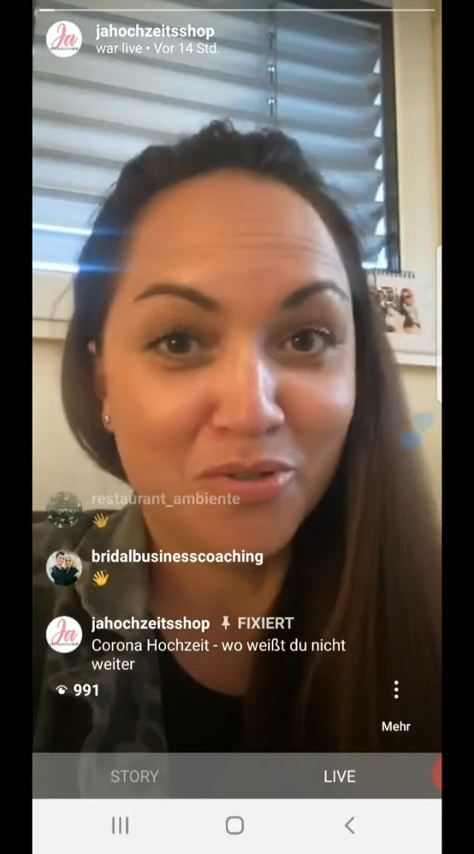 jahochzeitsshop
war live • Vor 14 Std.
restaurant_ambiente
👋
bridalbusinesscoaching
👋
jahochzeitsshop FIXIERT
Corona Hochzeit - wo weißt du nicht
weiter
991
Mehr
STORY
LIVE